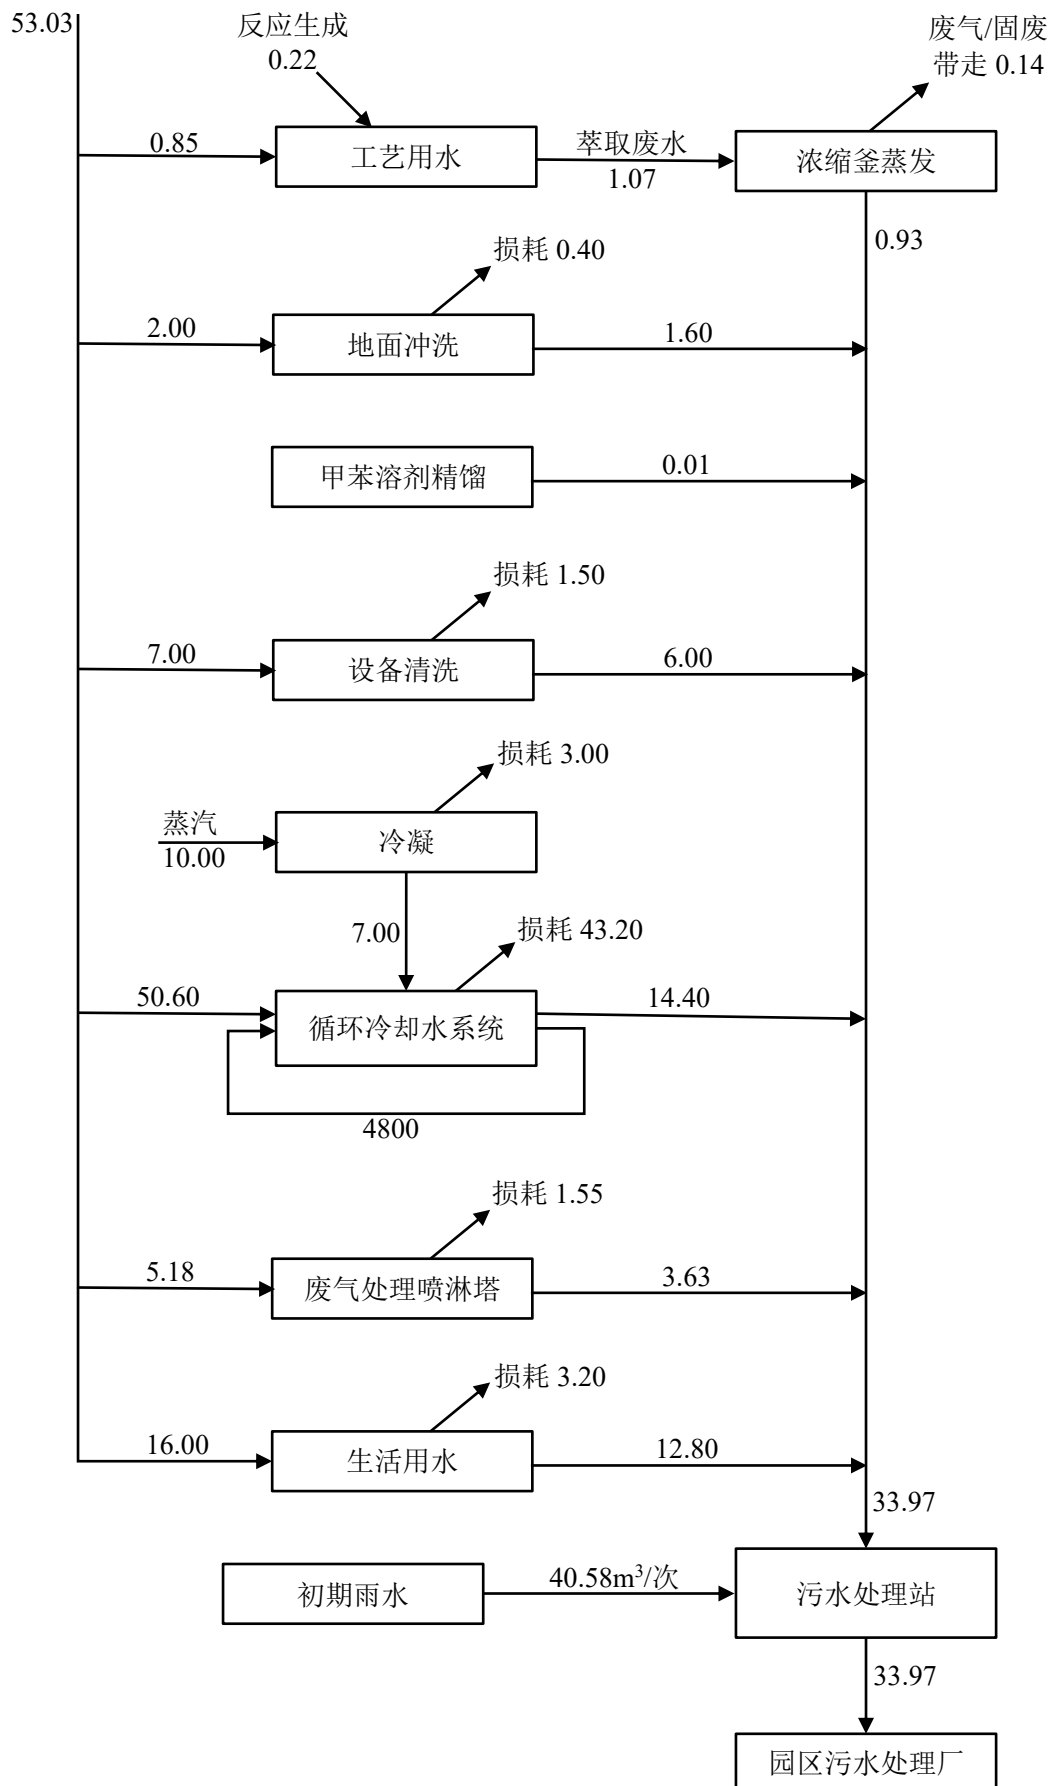 53.03
反应生成
0.22
废气/固废
带走 0.14
0.85
工艺用水
萃取废水
1.07
浓缩釜蒸发
0.93
损耗 0.40
2.00
地面冲洗
1.60
甲苯溶剂精馏
0.01
损耗 1.50
7.00
设备清洗
6.00
损耗 3.00
蒸汽
10.00
冷凝
7.00
损耗 43.20
50.60
循环冷却水系统
14.40
4800
损耗 1.55
5.18
废气处理喷淋塔
3.63
损耗 3.20
16.00
生活用水
12.80
33.97
初期雨水
40.58m³/次
污水处理站
33.97
园区污水处理厂